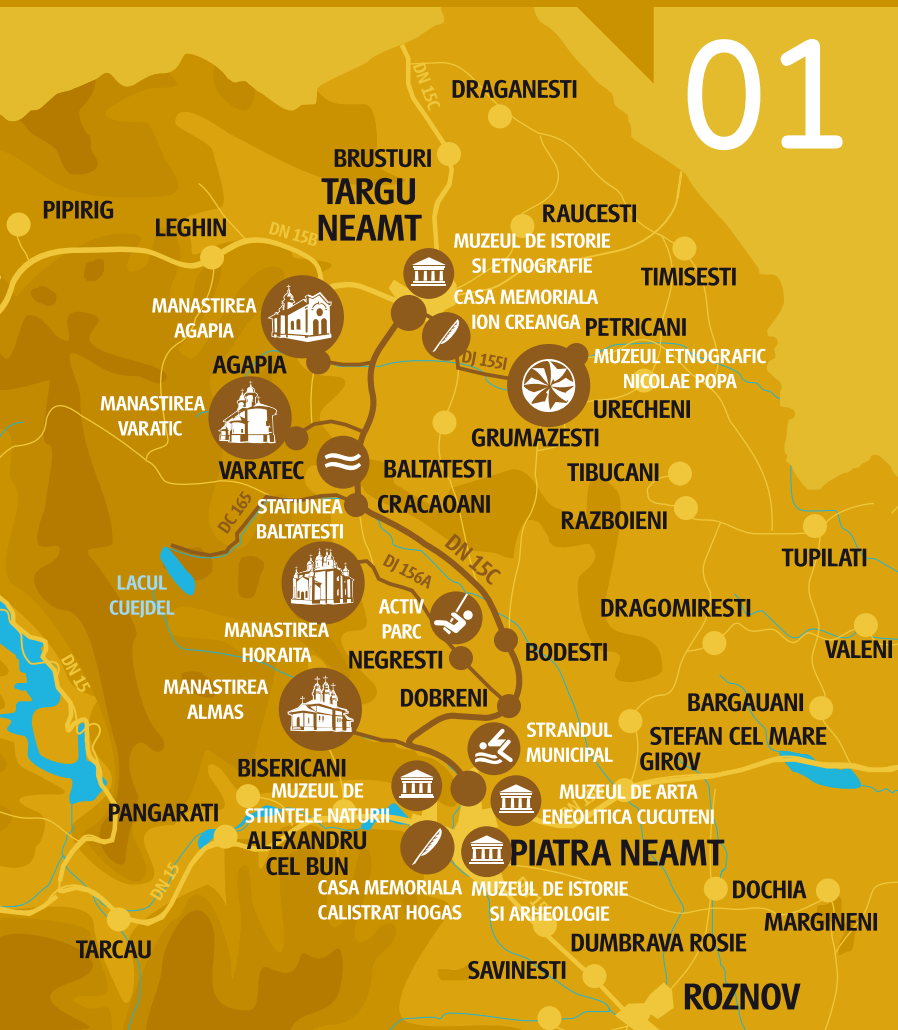 01
DN 15C
DRAGANESTI
BRUSTURI
TARGU
NEAMT
PIPIRIG
LEGHIN
DN 15B
RAUCESTI
MUZEUL DE ISTORIE
SI ETNOGRAFIE
TIMISESTI
CASA MEMORIALA
ION CREANGA
MANASTIREA
AGAPIA
PETRICANI
DJ 155I
MUZEUL ETNOGRAFIC
NICOLAE POPA
AGAPIA
MANASTIREA
VARATIC
URECHENI
GRUMAZESTI
VARATEC
BALTATESTI
TIBUCANI
CRACAOANI
STATIUNEA
BALTATESTI
DC 165
RAZBOIENI
DN 15C
TUPILATI
DJ 156A
LACUL
CUEJDEL
ACTIV
PARC
DRAGOMIRESTI
MANASTIREA
HORAITA
NEGRESTI
BODESTI
VALENI
DN 15
MANASTIREA
ALMAS
DOBRENI
BARGAUANI
STRANDUL
MUNICIPAL
STEFAN CEL MARE
GIROV
BISERICANI
MUZEUL DE
STIINTELE NATURII
MUZEUL DE ARTA
ENEOLITICA CUCUTENI
PANGARATI
ALEXANDRU
CEL BUN
PIATRA NEAMT
DN 15
CASA MEMORIALA
CALISTRAT HOGAS
MUZEUL DE ISTORIE
SI ARHEOLOGIE
DOCHIA
MARGINENI
TARCAU
DUMBRAVA ROSIE
SAVINESTI
ROZNOV